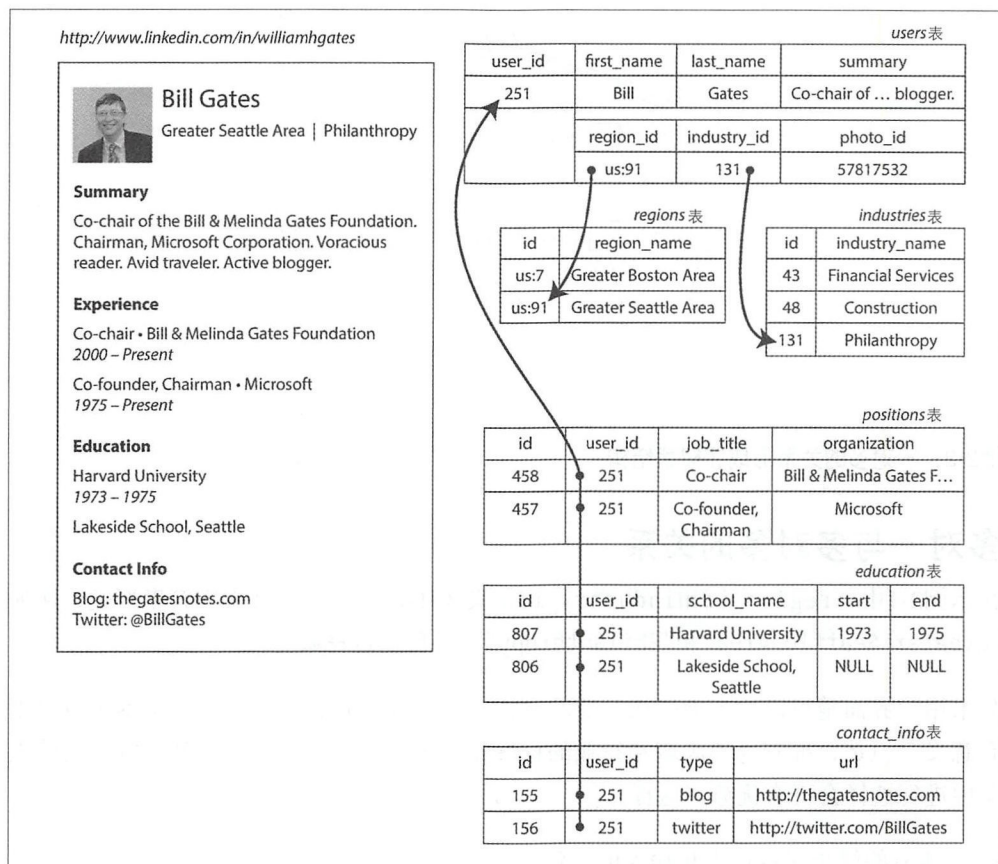 http://www.linkedin.com/in/williamhgates
Bill Gates
Greater Seattle Area | Philanthropy
Summary
Co-chair of the Bill & Melinda Gates Foundation.
Chairman, Microsoft Corporation. Voracious
reader. Avid traveler. Active blogger.
Experience
Co-chair • Bill & Melinda Gates Foundation
2000 – Present
Co-founder, Chairman • Microsoft
1975 – Present
Education
Harvard University
1973 – 1975
Lakeside School, Seattle
Contact Info
Blog: thegatesnotes.com
Twitter: @BillGates
users表
user_id first_name last_name summary
251 Bill Gates Co-chair of … blogger.
region_id industry_id photo_id
us:91 131 57817532
regions 表
id region_name
us:7 Greater Boston Area
us:91 Greater Seattle Area
industries表
id industry_name
43 Financial Services
48 Construction
131 Philanthropy
positions表
id user_id job_title organization
458 251 Co-chair Bill & Melinda Gates F…
457 251 Co-founder, Microsoft
Chairman
education表
id user_id school_name start end
807 251 Harvard University 1973 1975
806 251 Lakeside School, NULL NULL
Seattle
contact_info表
id user_id type url
155 251 blog http://thegatesnotes.com
156 251 twitter http://twitter.com/BillGates